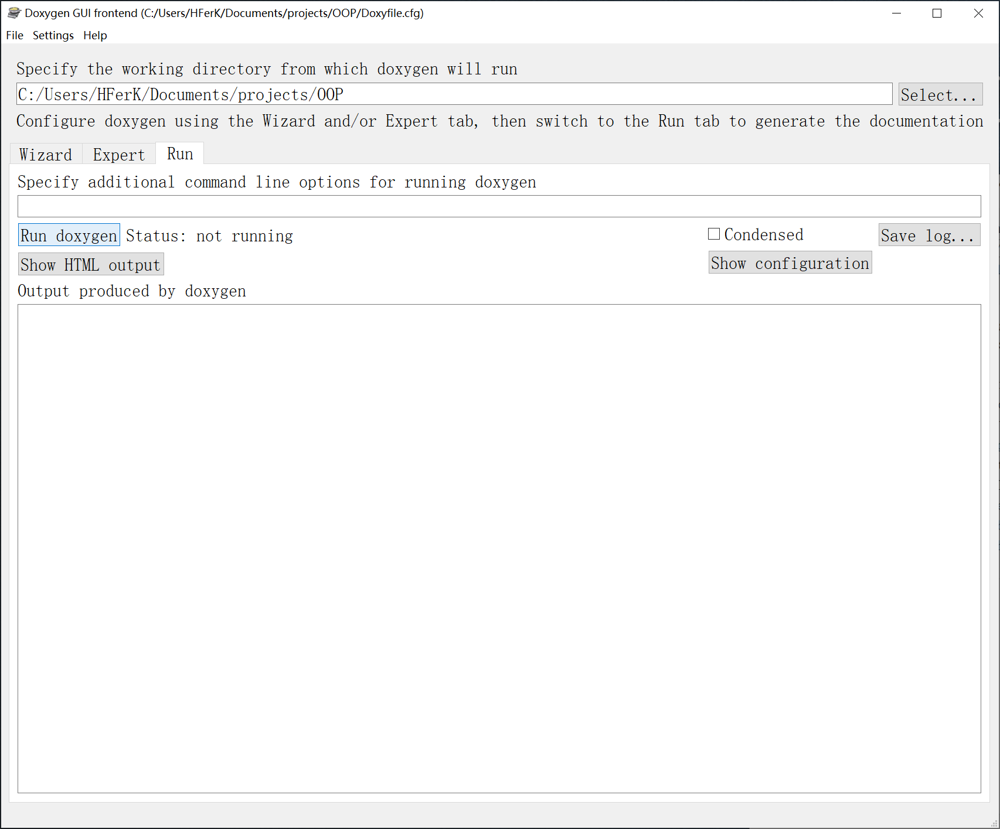 Doxygen GUI frontend (C:/Users/HFerK/Documents/projects/OOP/Doxyfile.cfg)
File Settings Help
Specify the working directory from which doxygen will run
C:/Users/HFerK/Documents/projects/OOP
Select...
Configure doxygen using the Wizard and/or Expert tab, then switch to the Run tab to generate the documentation
Wizard Expert Run
Specify additional command line options for running doxygen
Run doxygen Status: not running Condensed Save log...
Show HTML output Show configuration
Output produced by doxygen